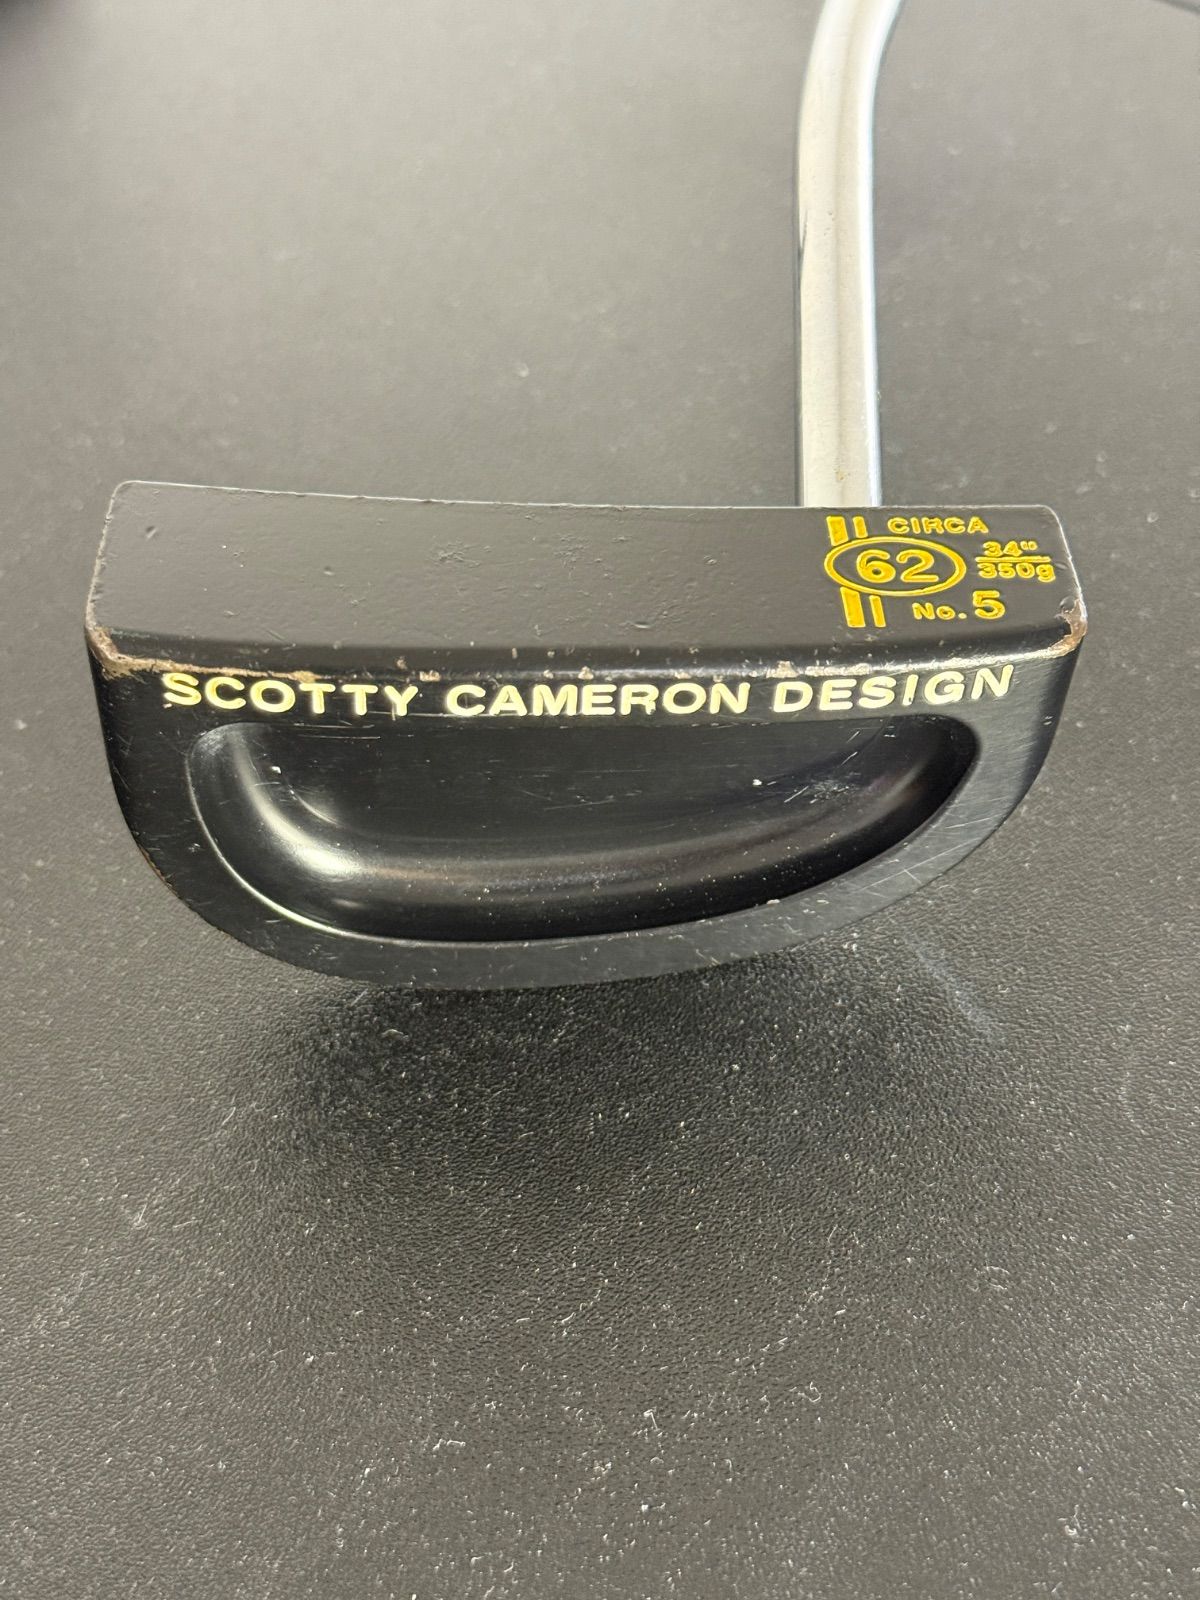 CIRCA
62
34"
350g
No. 5
SCOTTY CAMERON DESIGN